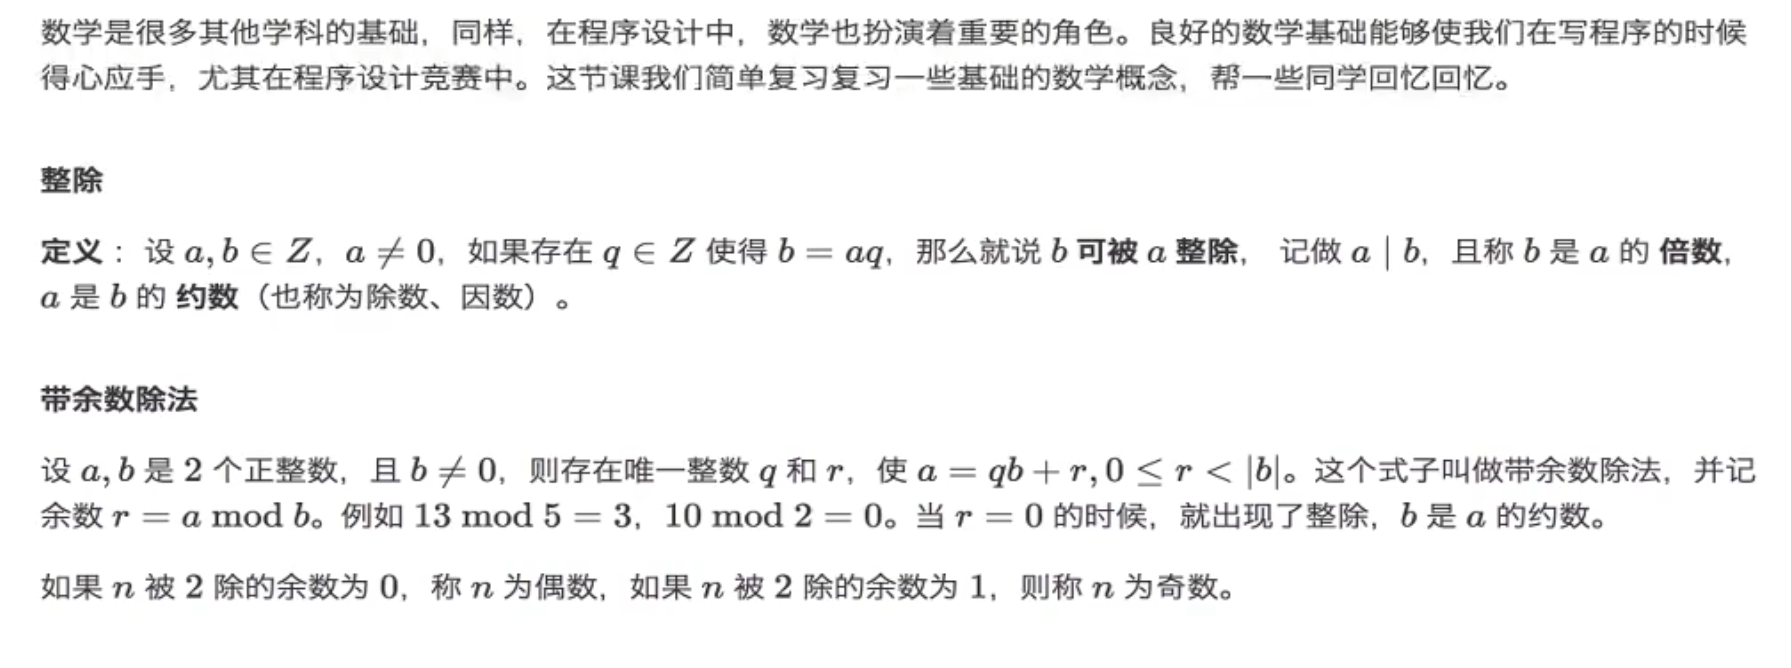 数学是很多其他学科的基础，同样，在程序设计中，数学也扮演着重要的角色。良好的数学基础能够使我们在写程序的时候
得心应手，尤其在程序设计竞赛中。这节课我们简单复习复习一些基础的数学概念，帮一些同学回忆回忆。
整除
定义：设 a, b ∈ Z，a ≠ 0，如果存在 q ∈ Z 使得 b = aq，那么就说 b 可被 a 整除， 记做 a | b，且称 b 是 a 的 倍数，
a 是 b 的 约数（也称为除数、因数）。
带余数除法
设 a, b 是 2 个正整数，且 b ≠ 0，则存在唯一整数 q 和 r，使 a = qb + r, 0 ≤ r < |b|。这个式子叫做带余数除法，并记
余数 r = a mod b。例如 13 mod 5 = 3，10 mod 2 = 0。当 r = 0 的时候，就出现了整除，b 是 a 的约数。
如果 n 被 2 除的余数为 0，称 n 为偶数，如果 n 被 2 除的余数为 1，则称 n 为奇数。